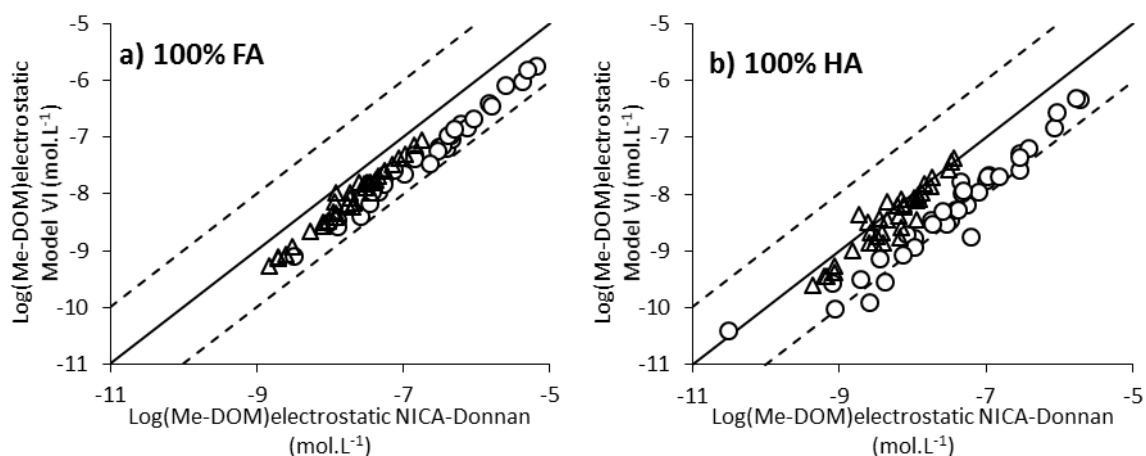 a) 100% FA
Log(Me-DOM)electrostatic
Model VI (mol.L-1)
-5
-6
-7
-8
-9
-10
-11
-11
-9
-7
-5
Log(Me-DOM)electrostatic NICA-Donnan
(mol.L-1)
b) 100% HA
Log(Me-DOM)electrostatic
Model VI (mol.L-1)
-5
-6
-7
-8
-9
-10
-11
-11
-9
-7
-5
Log(Me-DOM)electrostatic NICA-Donnan
(mol.L-1)